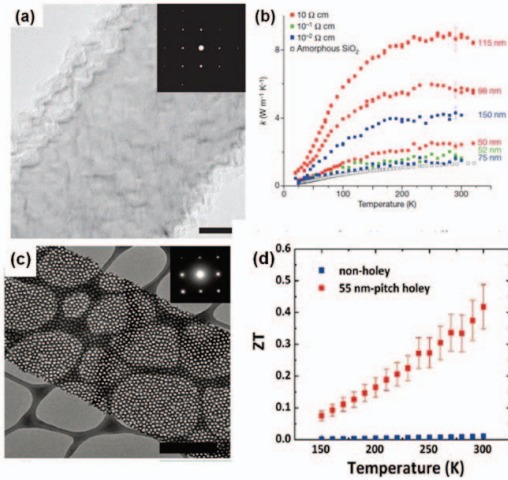 (a)
(b)
10 Ω cm
10⁻¹ Ω cm
10⁻² Ω cm
Amorphous SiO₂
115 nm
98 nm
150 nm
50 nm
52 nm
75 nm
k (W m⁻¹ K⁻¹)
8
6
4
2
0
0
100
200
300
Temperature (K)
(c)
(d)
non-holey
55 nm-pitch holey
ZT
0.6
0.5
0.4
0.3
0.2
0.1
0.0
150
200
250
300
Temperature (K)